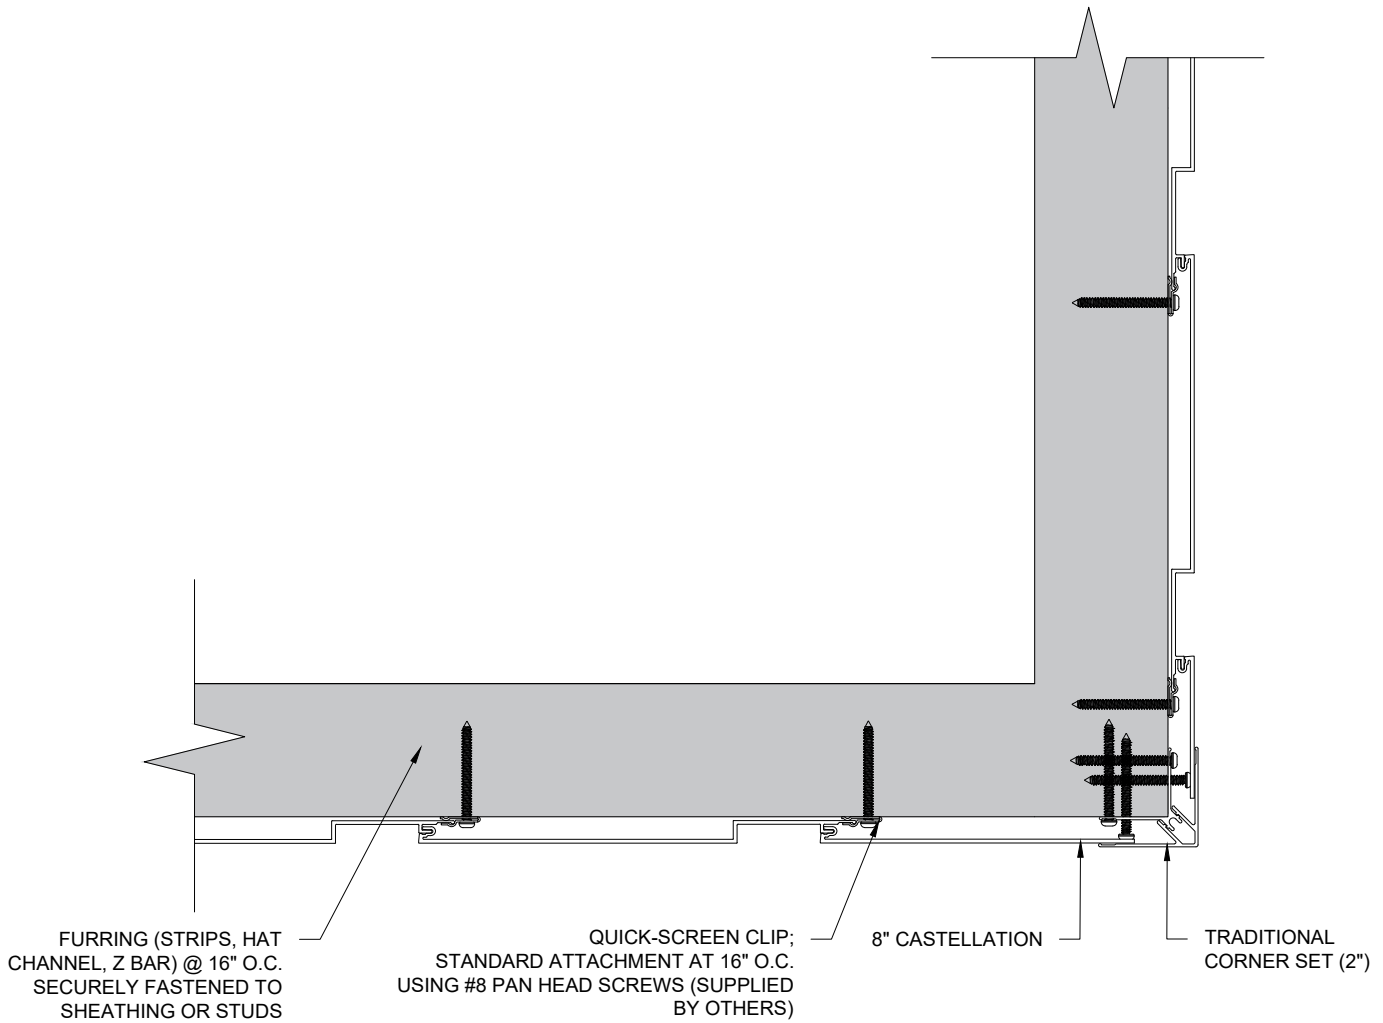 FURRING (STRIPS, HAT
CHANNEL, Z BAR) @ 16" O.C.
SECURELY FASTENED TO
SHEATHING OR STUDS
QUICK-SCREEN CLIP;
STANDARD ATTACHMENT AT 16" O.C.
USING #8 PAN HEAD SCREWS (SUPPLIED
BY OTHERS)
8" CASTELLATION
TRADITIONAL
CORNER SET (2")